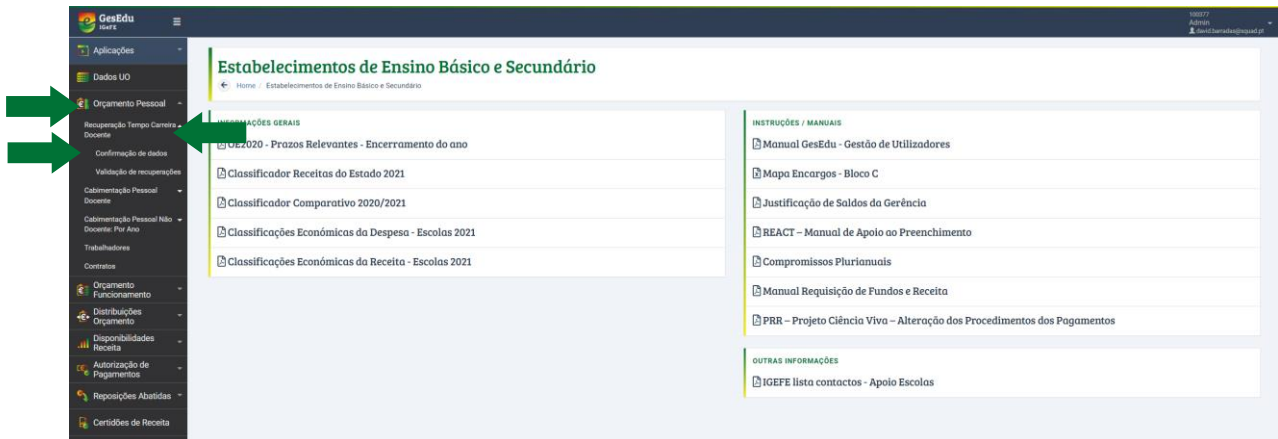 GesEdu
IGeFE
Aplicações
Dados UO
Orçamento Pessoal
Recuperação Tempo Carreira
Docente
Confirmação de dados
Validação de recuperações
Cabimentação Pessoal
Docente
Cabimentação Pessoal Não
Docente: Por Ano
Trabalhadores
Contratos
Orçamento
Funcionamento
Distribuições
Orçamento
Disponibilidades
Receita
Autorização de
Pagamentos
Reposições Abatidas
Certidões de Receita
Admin
david.barradas@squad.pt
Estabelecimentos de Ensino Básico e Secundário
Home / Estabelecimentos de Ensino Básico e Secundário
INFORMAÇÕES GERAIS
OE2020 - Prazos Relevantes - Encerramento do ano
Classificador Receitas do Estado 2021
Classificador Comparativo 2020/2021
Classificações Económicas da Despesa - Escolas 2021
Classificações Económicas da Receita - Escolas 2021
INSTRUÇÕES / MANUAIS
Manual GesEdu - Gestão de Utilizadores
Mapa Encargos - Bloco C
Justificação de Saldos da Gerência
REACT – Manual de Apoio ao Preenchimento
Compromissos Plurianuais
Manual Requisição de Fundos e Receita
PRR – Projeto Ciência Viva – Alteração dos Procedimentos dos Pagamentos
OUTRAS INFORMAÇÕES
IGEFE lista contactos - Apoio Escolas